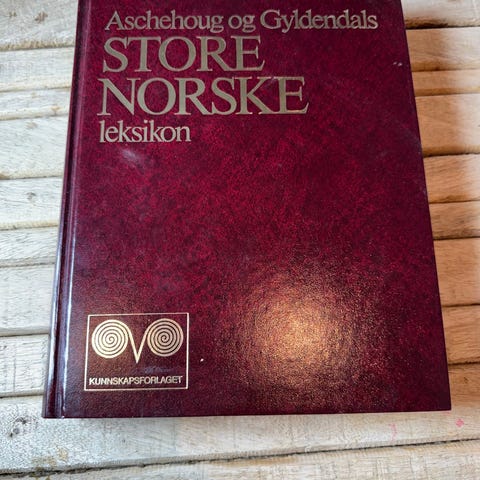 Aschehoug og Gyldendals
STORE
NORSKE
leksikon
KUNNSKAPSFORLAGET